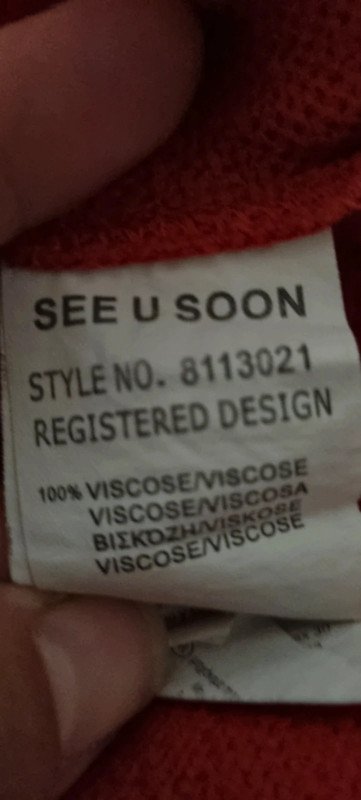 SEE U SOON
STYLE NO. 8113021
REGISTERED DESIGN
100% VISCOSE/VISCOSE
VISCOSE/VISCOSA
ΒΙΣΚΟΖΗ/VISKOSE
VISCOSE/VISCOSE